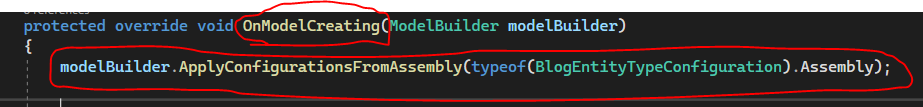 protected override void OnModelCreating(ModelBuilder modelBuilder)
{
modelBuilder.ApplyConfigurationsFromAssembly(typeof(BlogEntityTypeConfiguration).Assembly);